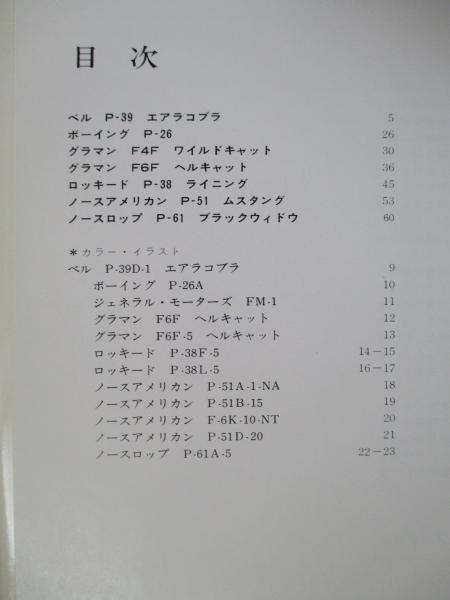 目次
ベル P-39 エアラコブラ 5
ボーイング P-26 26
グラマン F4F ワイルドキャット 30
グラマン F6F ヘルキャット 36
ロッキード P-38 ライニング 45
ノースアメリカン P-51 ムスタング 53
ノースロップ P-61 ブラックウィドウ 60
＊カラー・イラスト
ベル P-39D-1 エアラコブラ 9
ボーイング P-26A 10
ジェネラル・モーターズ FM-1 11
グラマン F6F ヘルキャット 12
グラマン F6F-5 ヘルキャット 13
ロッキード P-38F-5 14－15
ロッキード P-38L-5 16－17
ノースアメリカン P-51A-1-NA 18
ノースアメリカン P-51B-15 19
ノースアメリカン F-6K-10-NT 20
ノースアメリカン P-51D-20 21
ノースロップ P-61A-5 22－23